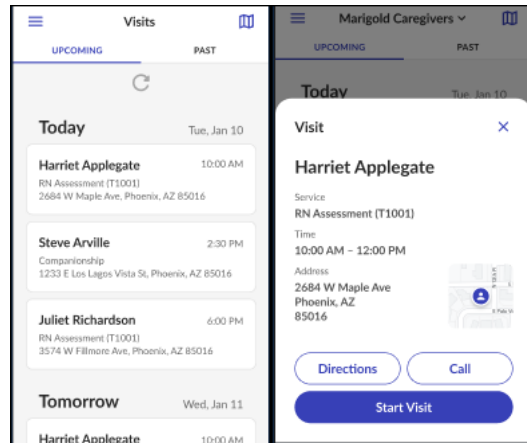 Visits
UPCOMING PAST
Today Tue, Jan 10
Harriet Applegate 10:00 AM
RN Assessment (T1001)
2684 W Maple Ave, Phoenix, AZ 85016
Steve Arville 2:30 PM
Companionship
1233 E Los Lagos Vista St, Phoenix, AZ 85016
Juliet Richardson 6:00 PM
RN Assessment (T1001)
3574 W Fillmore Ave, Phoenix, AZ 85016
Tomorrow Wed, Jan 11
Harriet Applegate 10:00 AM
Marigold Caregivers
UPCOMING PAST
Today Tue, Jan 10
Visit
Harriet Applegate
Service
RN Assessment (T1001)
Time
10:00 AM – 12:00 PM
Address
2684 W Maple Ave
Phoenix, AZ
85016
Directions Call
Start Visit